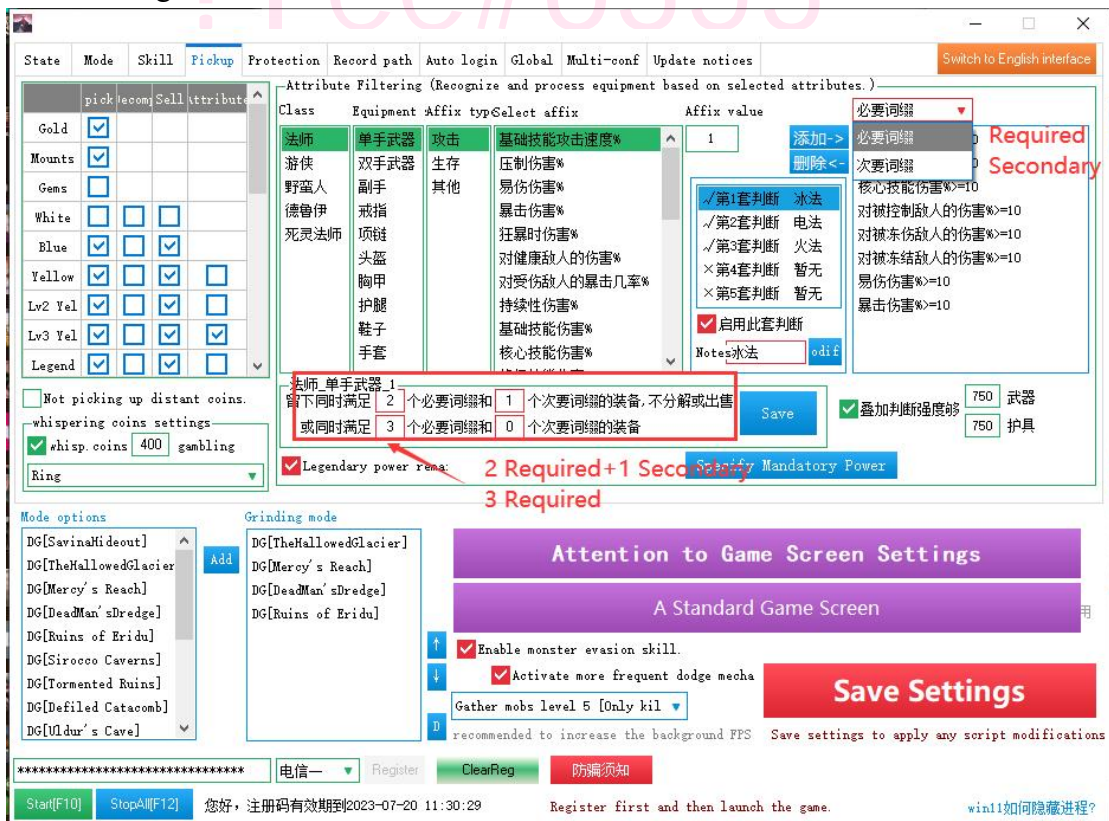 State Mode Skill Pickup Protection Record path Auto login Global Multi-conf Update notices Switch to English interface
pick Sell
Gold
Mounts
Gems
White
Blue
Yellow
Lv2 Yel
Lv3 Yel
Legend
Not picking up distant coins.
whispering coins settings
whisp. coins 400 gambling
Ring
Attribute Filtering (Recognize and process equipment based on selected attributes.)
Class Equipment Affix typ Select affix Affix value
法师
游侠
野蛮人
德鲁伊
死灵法师
单手武器
双手武器
副手
戒指
项链
头盔
胸甲
护腿
鞋子
手套
攻击
生存
其他
基础技能攻击速度%
压制伤害%
易伤伤害%
暴击伤害%
狂暴时伤害%
对健康敌人的伤害%
对受伤敌人的暴击几率%
持续性伤害%
基础技能伤害%
核心技能伤害%
1
添加->
删除<-
√第1套判断 冰法
√第2套判断 电法
√第3套判断 火法
×第4套判断 暂无
×第5套判断 暂无
启用此套判断
Notes 冰法 odif
必要词缀
必要词缀
次要词缀
Required
Secondary
核心技能伤害%>=10
对被控制敌人的伤害%>=10
对被冻伤敌人的伤害%>=10
对被冻结敌人的伤害%>=10
易伤伤害%>=10
暴击伤害%>=10
法师_单手武器_1
留下同时满足 2 个必要词缀和 1 个次要词缀的装备,不分解或出售
或同时满足 3 个必要词缀和 0 个次要词缀的装备
Save
叠加判断强度够 750 武器
750 护具
Legendary power rema:
Specify Mandatory Power
2 Required+1 Secondary
3 Required
Mode options
DG[SavinaHideout]
DG[TheHallowedGlacier
DG[Mercy's Reach]
DG[DeadMan'sDredge]
DG[Ruins of Eridu]
DG[Sirocco Caverns]
DG[Tormented Ruins]
DG[Defiled Catacomb]
DG[Uldur's Cave]
Add
Grinding mode
DG[TheHallowedGlacier]
DG[Mercy's Reach]
DG[DeadMan'sDredge]
DG[Ruins of Eridu]
↑
↓
D
Attention to Game Screen Settings
A Standard Game Screen
用
Enable monster evasion skill.
Activate more frequent dodge mecha
Gather mobs level 5 [Only kil
recommended to increase the background FPS
Save Settings
Save settings to apply any script modifications
*********************************** 电信一 Register ClearReg 防骗须知
Start[F10] StopAll[F12] 您好，注册码有效期到2023-07-20 11:30:29 Register first and then launch the game. win11如何隐藏进程?